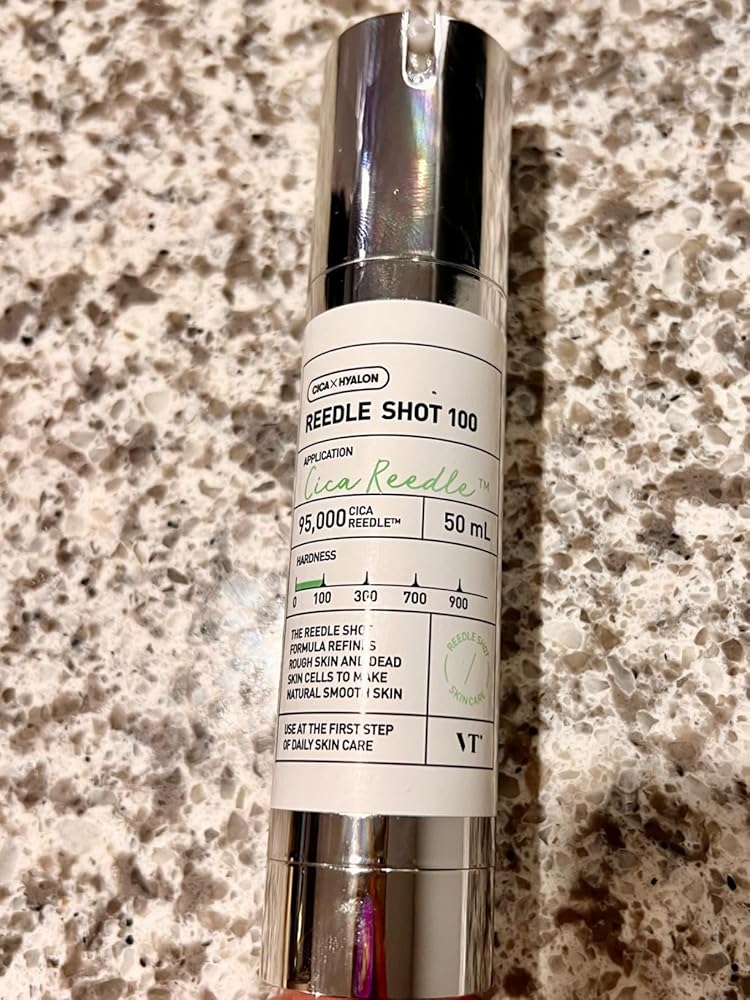 CICA X HYALON
REEDLE SHOT 100
APPLICATION
Cica Reedle™
95,000 CICA REEDLE™
50 mL
HARDNESS
0 100 300 700 900
THE REEDLE SHOT
FORMULA REFINES
ROUGH SKIN AND DEAD
SKIN CELLS TO MAKE
NATURAL SMOOTH SKIN
REEDLE SHOT
SKINCARE
USE AT THE FIRST STEP
OF DAILY SKIN CARE
VT